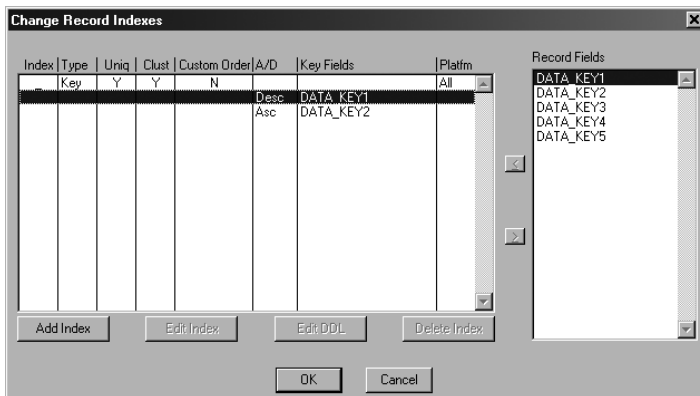 Change Record Indexes
Index Type Uniq Clust Custom Order A/D Key Fields Platfm
_ Key Y Y N All
Desc DATA_KEY1
Asc DATA_KEY2
Add Index Edit Index Edit DDL Delete Index
Record Fields
DATA_KEY1
DATA_KEY2
DATA_KEY3
DATA_KEY4
DATA_KEY5
<
>
OK Cancel